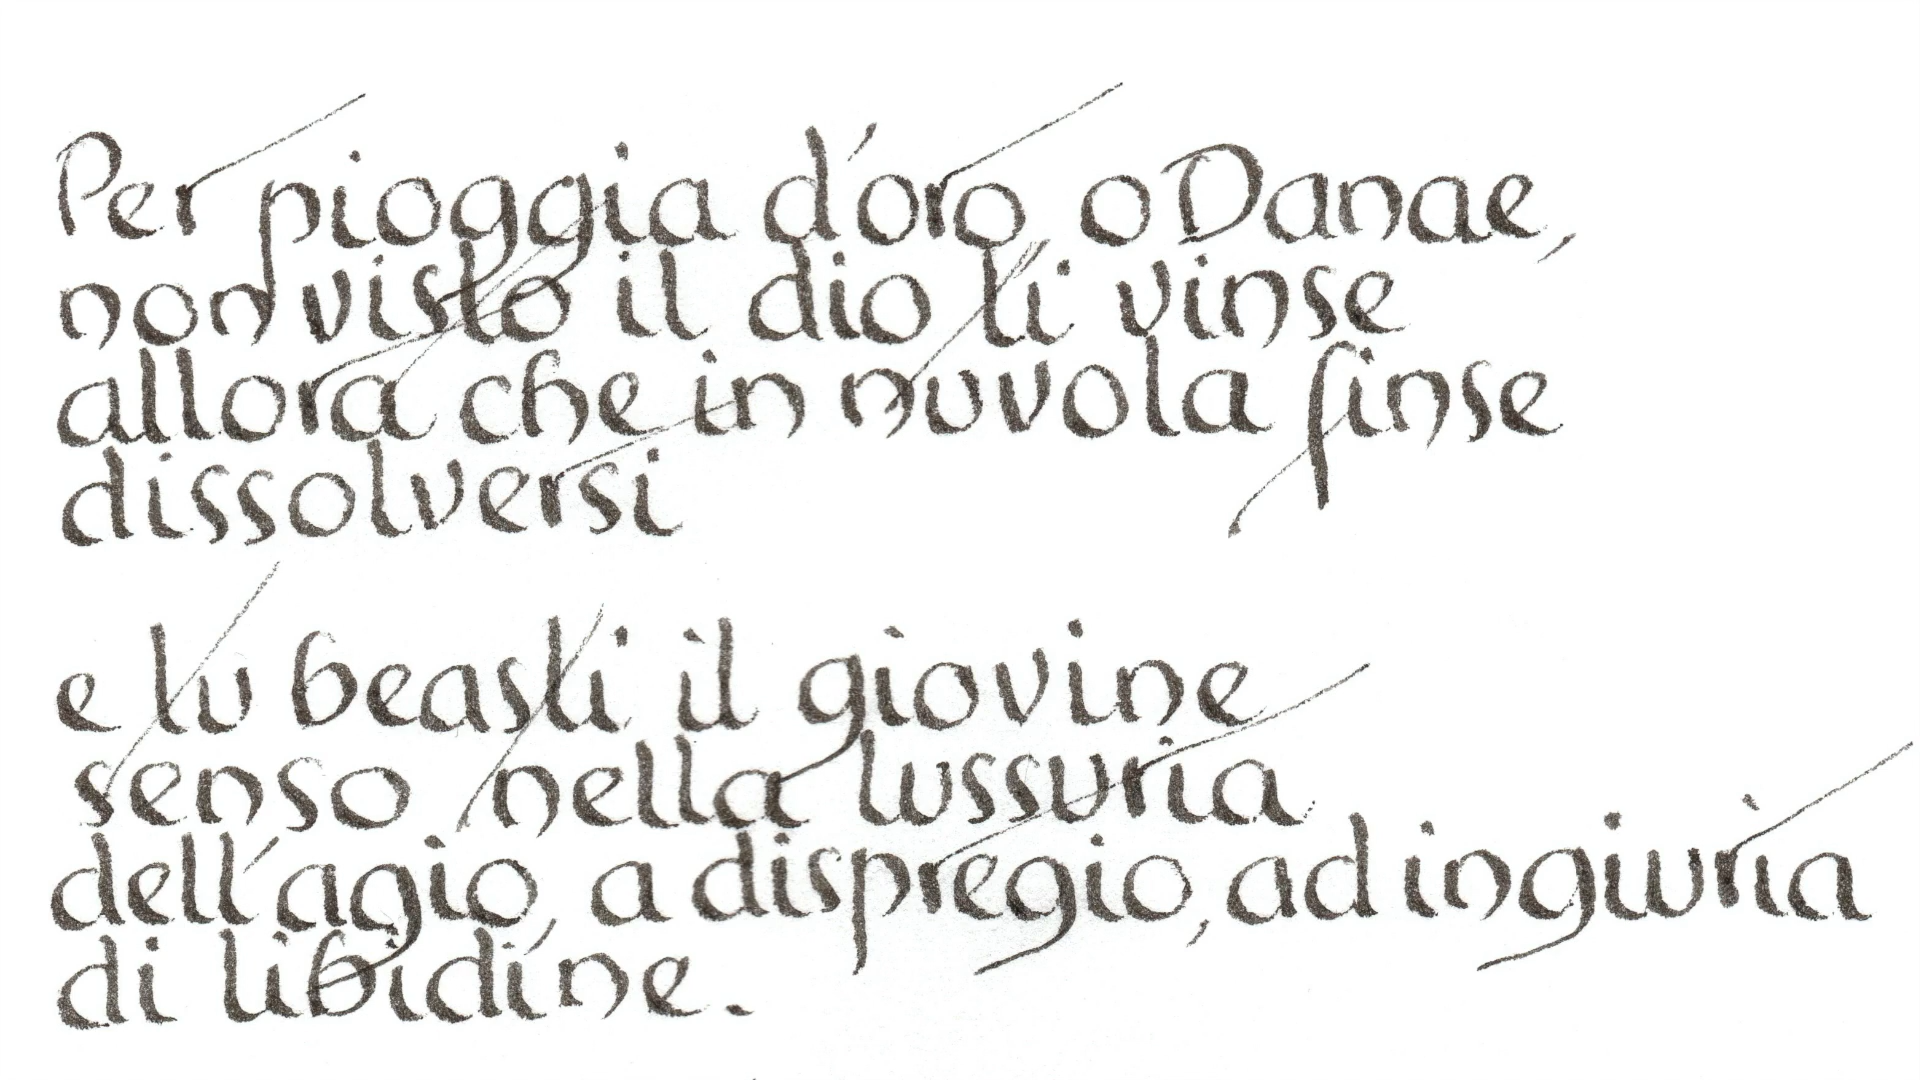 Per pioggia d'oro o Danae,
non visto il dio ti vinse
allora che in nuvola finse
dissolversi
e tu beasti il giovine
senso nella lussuria
dell'agio, a dispregio, ad ingiuria
di libidine.